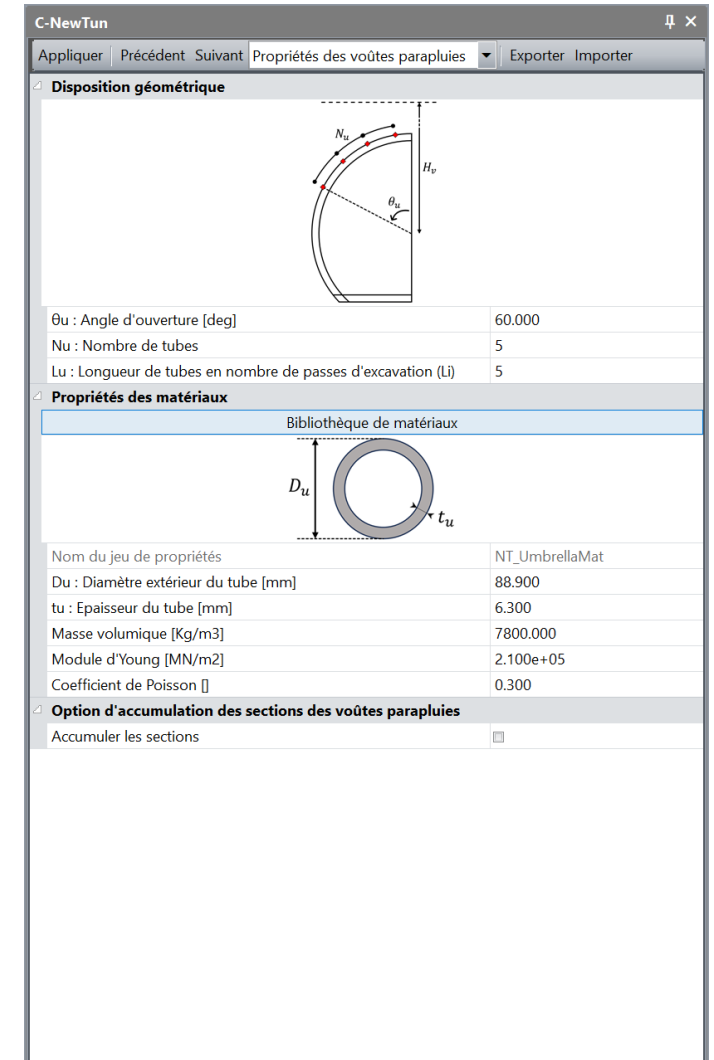 C-NewTun
Appliquer Précédent Suivant Propriétés des voûtes parapluies Exporter Importer
Disposition géométrique
Nu
Hv
θu
θu : Angle d'ouverture [deg] 60.000
Nu : Nombre de tubes 5
Lu : Longueur de tubes en nombre de passes d'excavation (Li) 5
Propriétés des matériaux
Bibliothèque de matériaux
Du
tu
Nom du jeu de propriétés NT_UmbrellaMat
Du : Diamètre extérieur du tube [mm] 88.900
tu : Epaisseur du tube [mm] 6.300
Masse volumique [Kg/m3] 7800.000
Module d'Young [MN/m2] 2.100e+05
Coefficient de Poisson [] 0.300
Option d'accumulation des sections des voûtes parapluies
Accumuler les sections